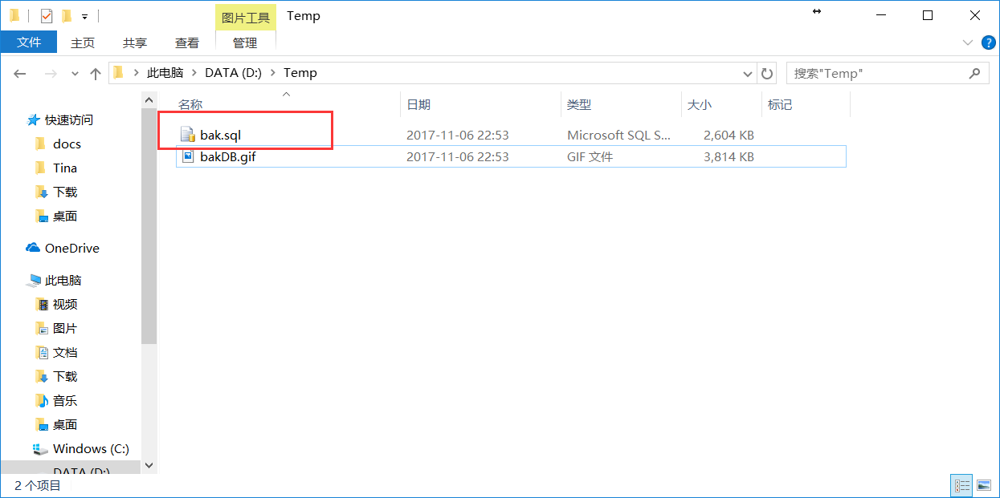 图片工具 Temp
文件 主页 共享 查看 管理
此电脑 DATA (D:) Temp 搜索"Temp"
名称 日期 类型 大小 标记
bak.sql 2017-11-06 22:53 Microsoft SQL S... 2,604 KB
bakDB.gif 2017-11-06 22:53 GIF 文件 3,814 KB
快速访问
docs
Tina
下载
桌面
OneDrive
此电脑
视频
图片
文档
下载
音乐
桌面
Windows (C:)
DATA (D:)
2 个项目